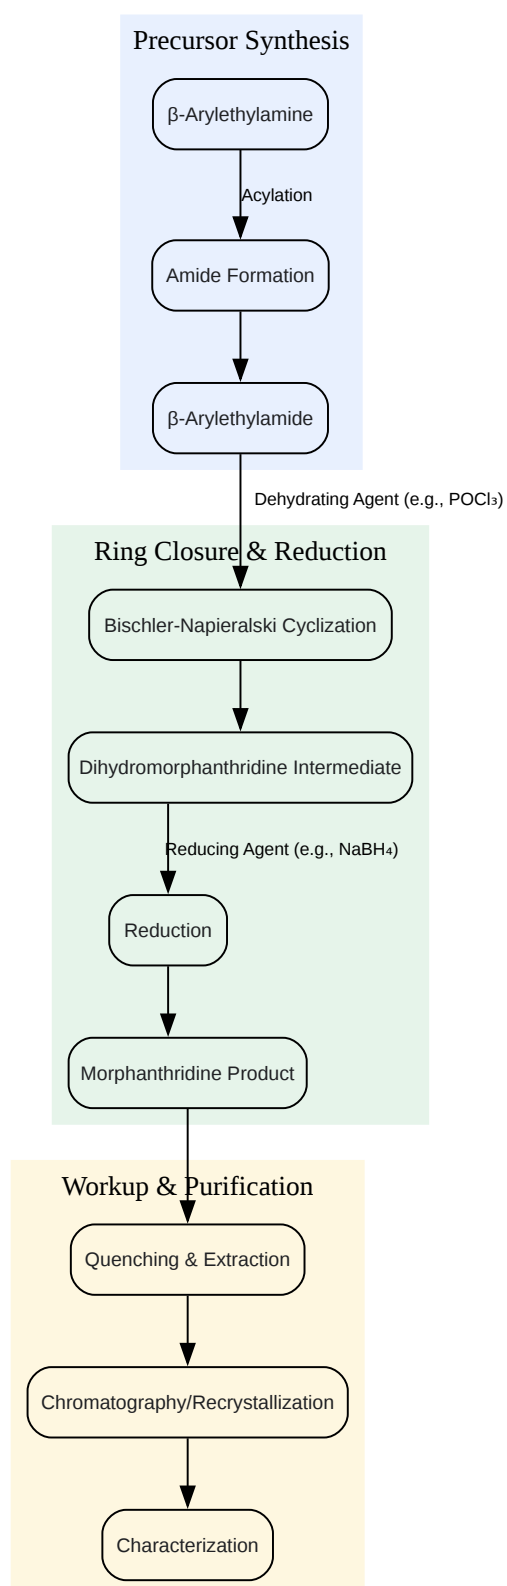 Precursor Synthesis
β-Arylethylamine
Acylation
Amide Formation
β-Arylethylamide
Dehydrating Agent (e.g., POCl₃)
Ring Closure & Reduction
Bischler-Napieralski Cyclization
Dihydromorphanthridine Intermediate
Reducing Agent (e.g., NaBH₄)
Reduction
Morphanthridine Product
Workup & Purification
Quenching & Extraction
Chromatography/Recrystallization
Characterization